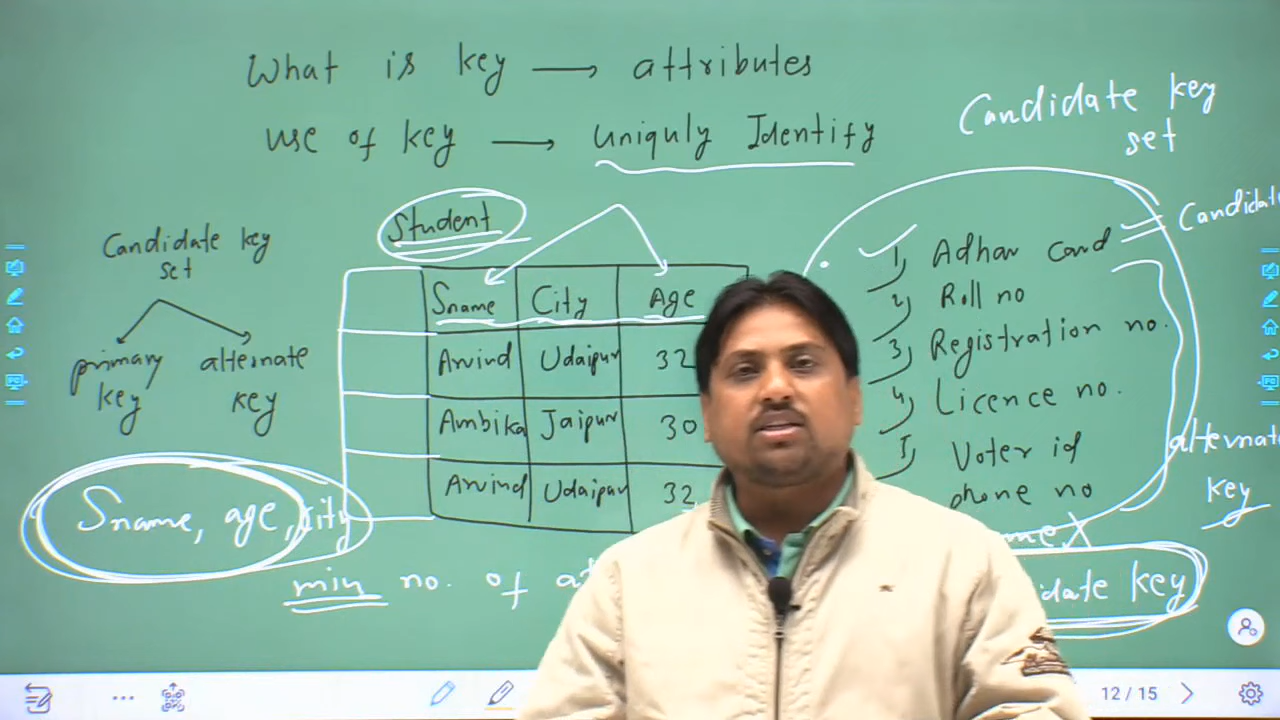 What is key → attributes
use of key → uniquly Identify
Candidate key
set
Student
Candidate key
set
primary
key
alternate
key
Sname City Age
Arvind Udaipur 32
Ambika Jaipur 30
Arvind Udaipur 32
1, Adhar card
2, Roll no
3, Registration no.
4, Licence no.
Voter id
phone no
alternate
key
Sname, age, city
min no. of
key
12 / 15